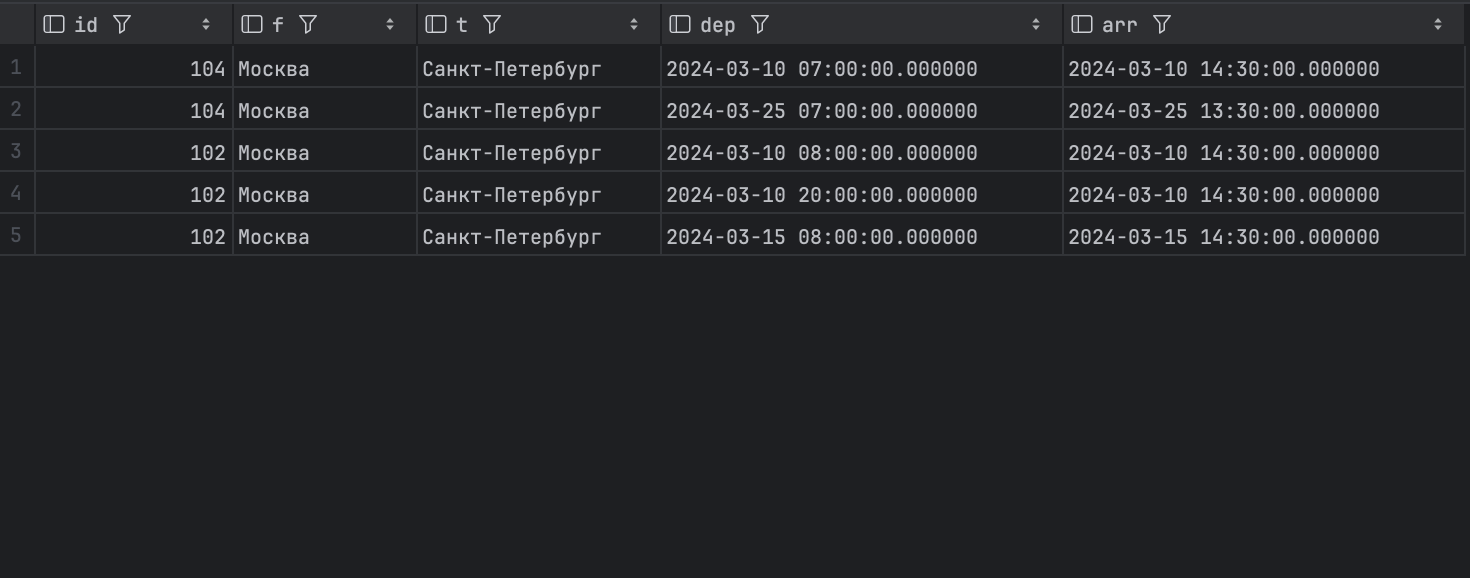 id f t dep arr
1 104 Москва Санкт-Петербург 2024-03-10 07:00:00.000000 2024-03-10 14:30:00.000000
2 104 Москва Санкт-Петербург 2024-03-25 07:00:00.000000 2024-03-25 13:30:00.000000
3 102 Москва Санкт-Петербург 2024-03-10 08:00:00.000000 2024-03-10 14:30:00.000000
4 102 Москва Санкт-Петербург 2024-03-10 20:00:00.000000 2024-03-10 14:30:00.000000
5 102 Москва Санкт-Петербург 2024-03-15 08:00:00.000000 2024-03-15 14:30:00.000000